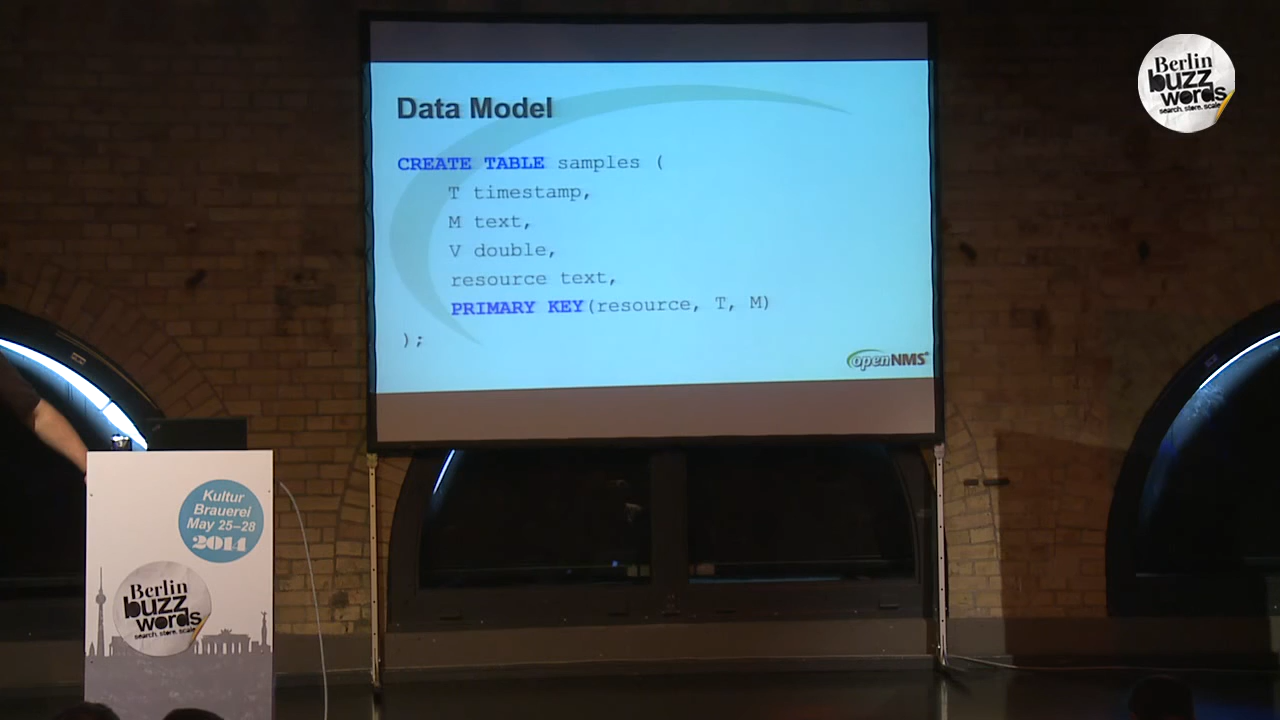 Data Model
CREATE TABLE samples (
T timestamp,
M text,
V double,
resource text,
PRIMARY KEY(resource, T, M)
);
openNMS
Berlin
buzz
words
search. store. scale.
Kultur
Brauerei
May 25–28
2014
Berlin
buzz
words
search. store. scale.